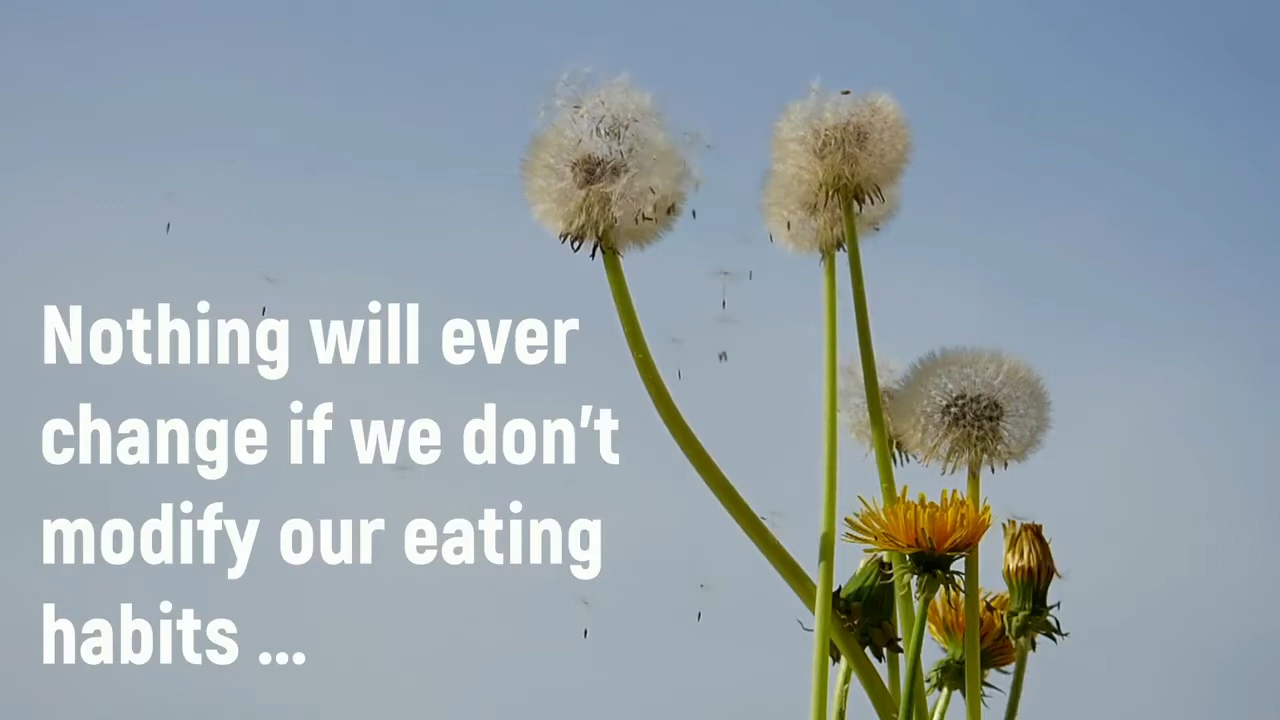 Nothing will ever
change if we don't
modify our eating
habits ...